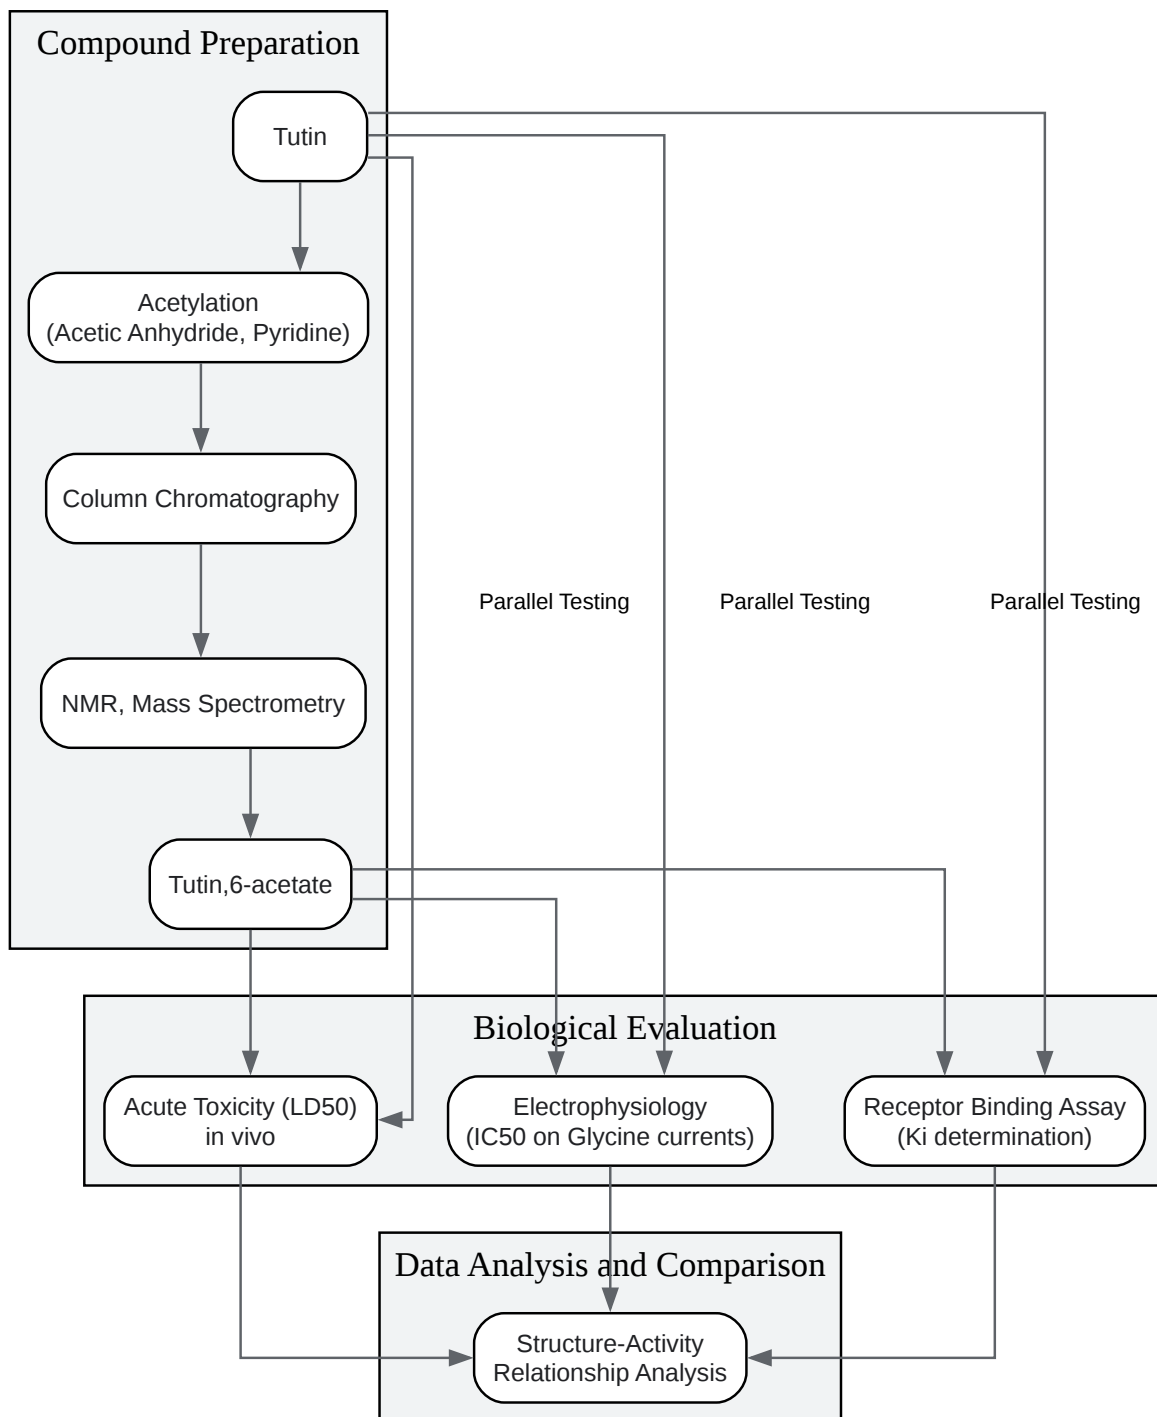 Compound Preparation
Tutin
Acetylation
(Acetic Anhydride, Pyridine)
Column Chromatography
Parallel Testing
Parallel Testing
Parallel Testing
NMR, Mass Spectrometry
Tutin,6-acetate
Biological Evaluation
Acute Toxicity (LD50)
in vivo
Electrophysiology
(IC50 on Glycine currents)
Receptor Binding Assay
(Ki determination)
Data Analysis and Comparison
Structure-Activity
Relationship Analysis